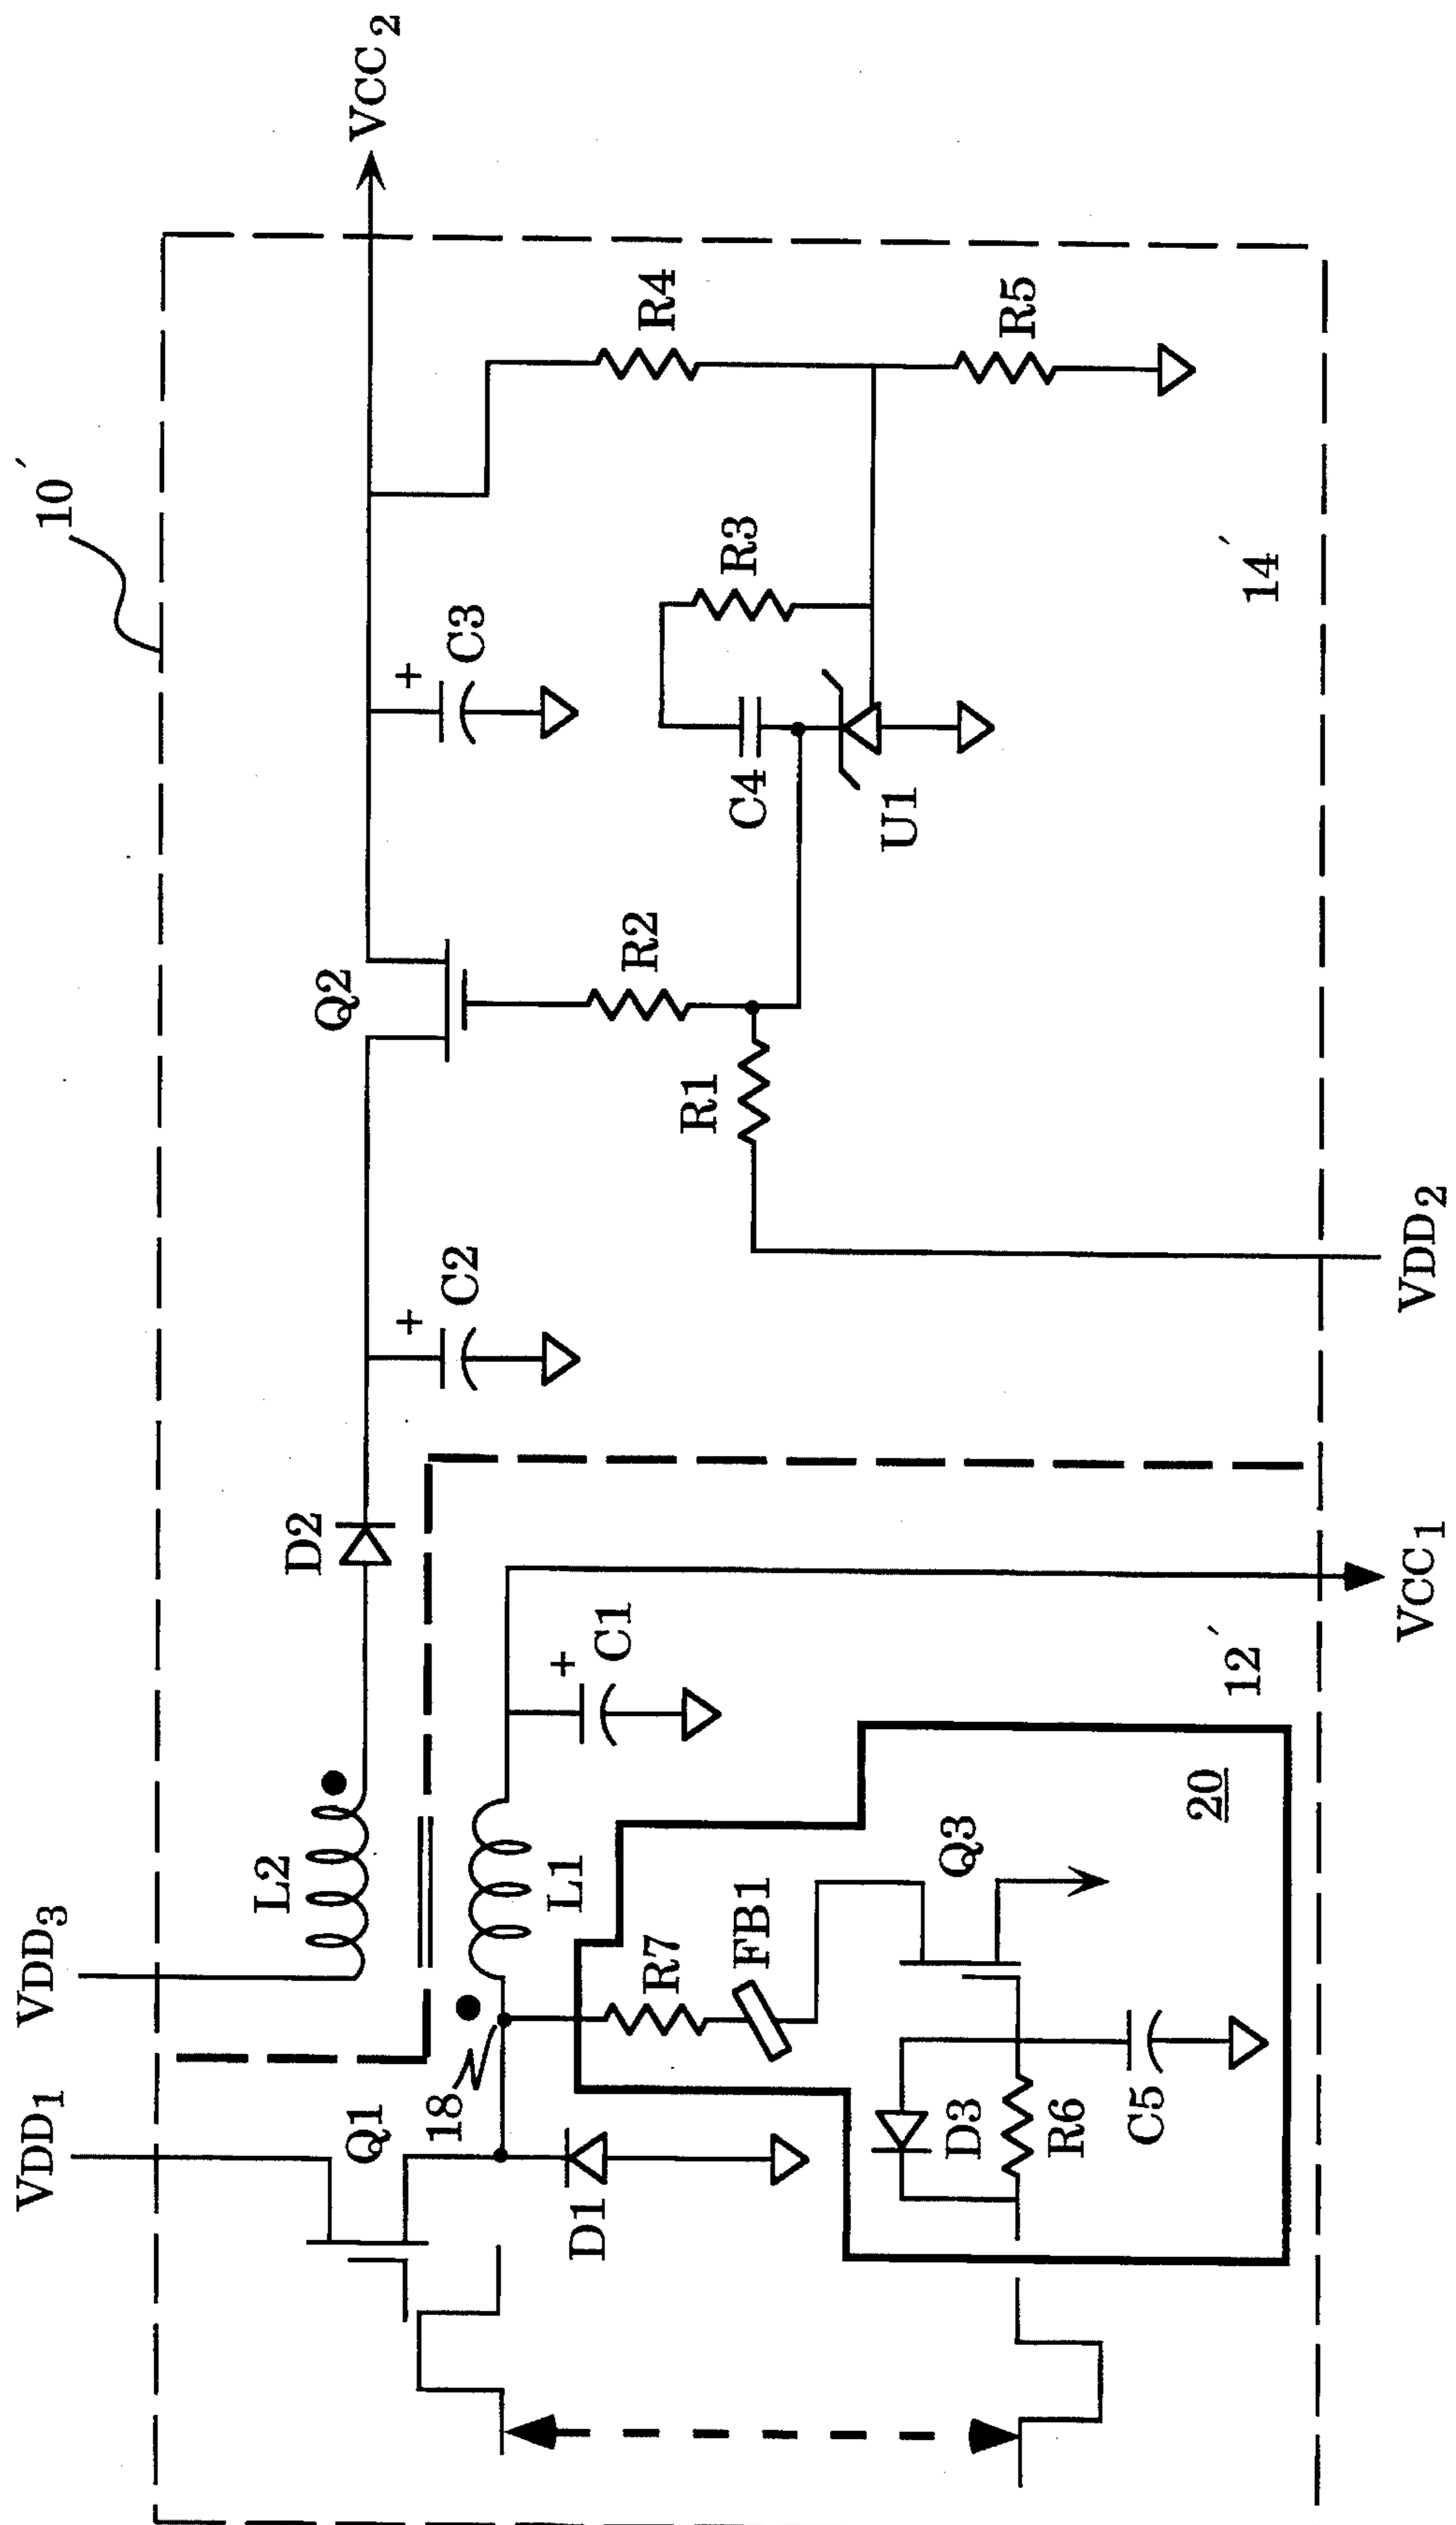 10′
VCC2
VDD3
VDD1
L2
D2
Q2
C2
+
C3
+
R4
R5
R3
C4
U1
R2
R1
14′
Q1
18
L1
C1
+
D1
R7
FB1
Q3
20
D3
R6
C5
12′
VCC1
VDD2